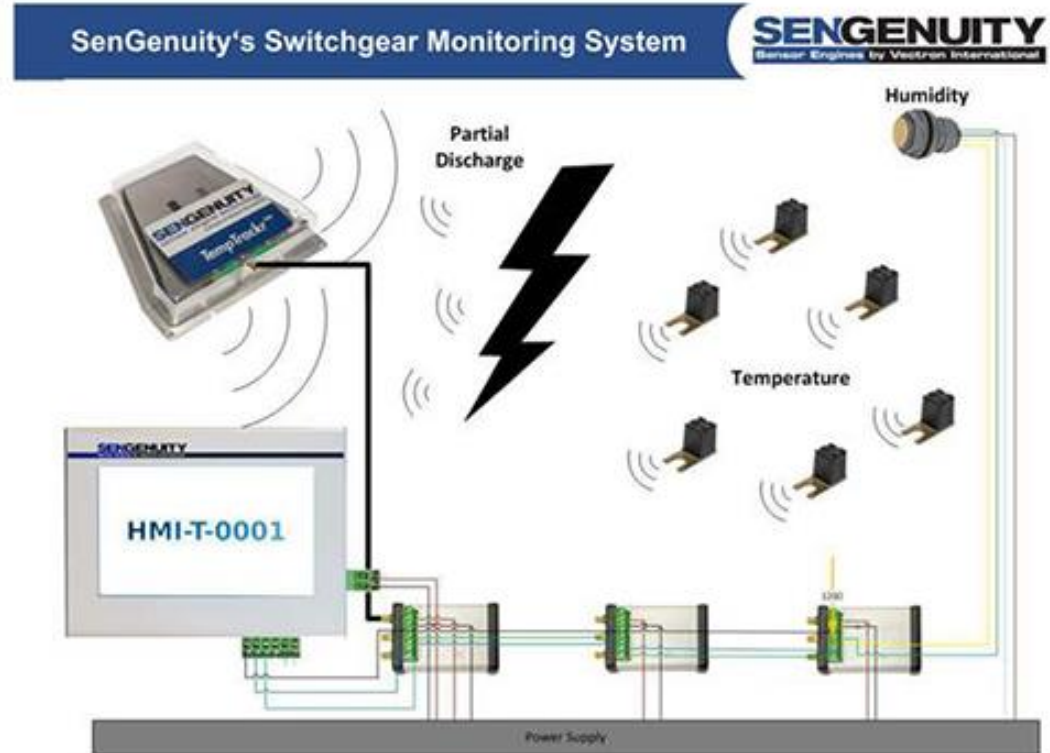 SenGenuity's Switchgear Monitoring System
SENGENUITY
Sensor Engines by Vectron International
Humidity
Partial
Discharge
SENGENUITY
TempTrackr™
Temperature
SENGENUITY
HMI-T-0001
Power Supply